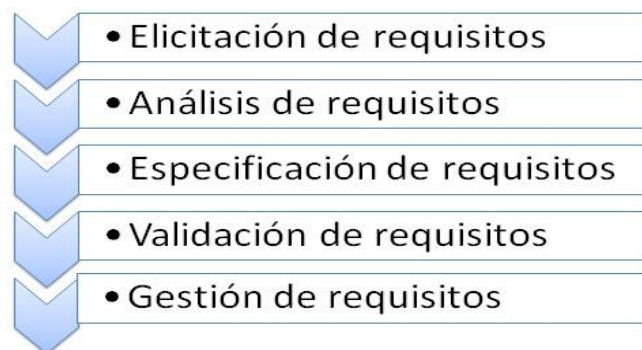 • Elicitación de requisitos
• Análisis de requisitos
• Especificación de requisitos
• Validación de requisitos
• Gestión de requisitos